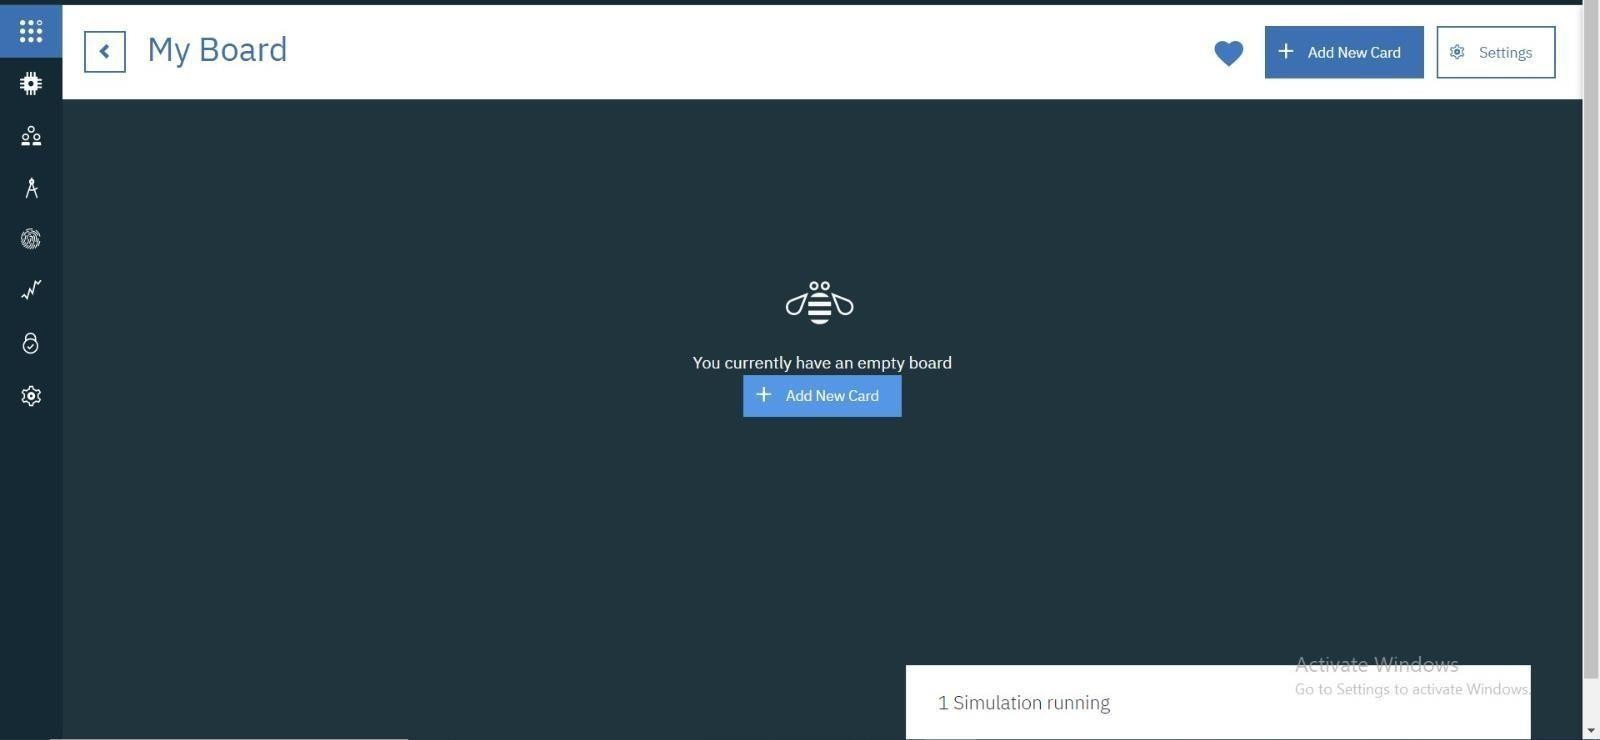 My Board
Add New Card
Settings
You currently have an empty board
Add New Card
1 Simulation running
Activate Windows
Go to Settings to activate Windows.